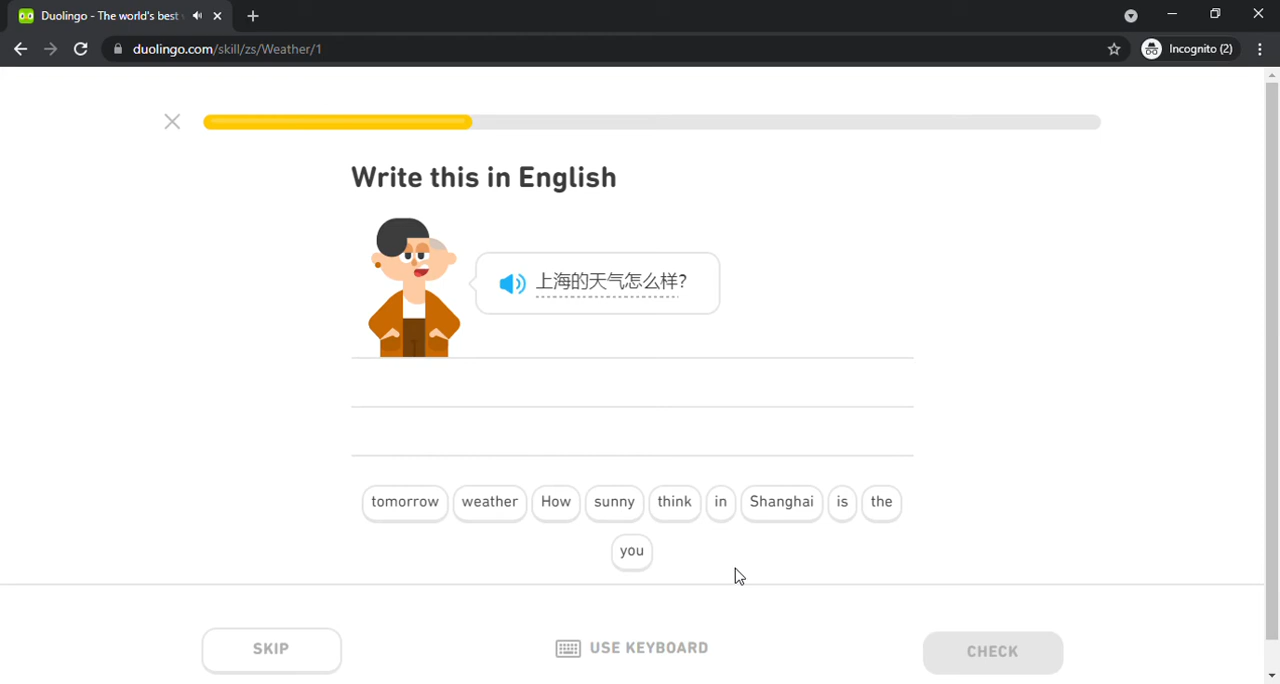 Duolingo - The world's best
duolingo.com/skill/zs/Weather/1
Incognito (2)
Write this in English
上海的天气怎么样?
tomorrow weather How sunny think in Shanghai is the
you
SKIP
USE KEYBOARD
CHECK